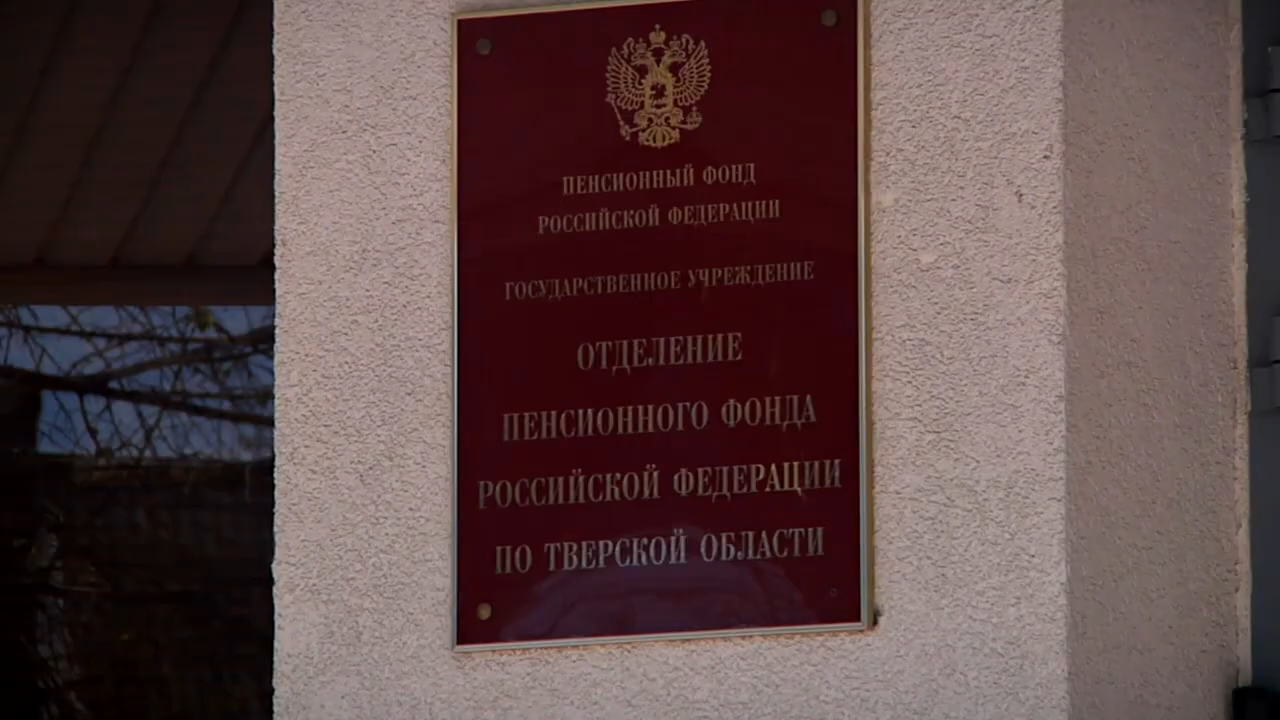 ПЕНСИОННЫЙ ФОНД
РОССИЙСКОЙ ФЕДЕРАЦИИ
ГОСУДАРСТВЕННОЕ УЧРЕЖДЕНИЕ
ОТДЕЛЕНИЕ
ПЕНСИОННОГО ФОНДА
РОССИЙСКОЙ ФЕДЕРАЦИИ
ПО ТВЕРСКОЙ ОБЛАСТИ